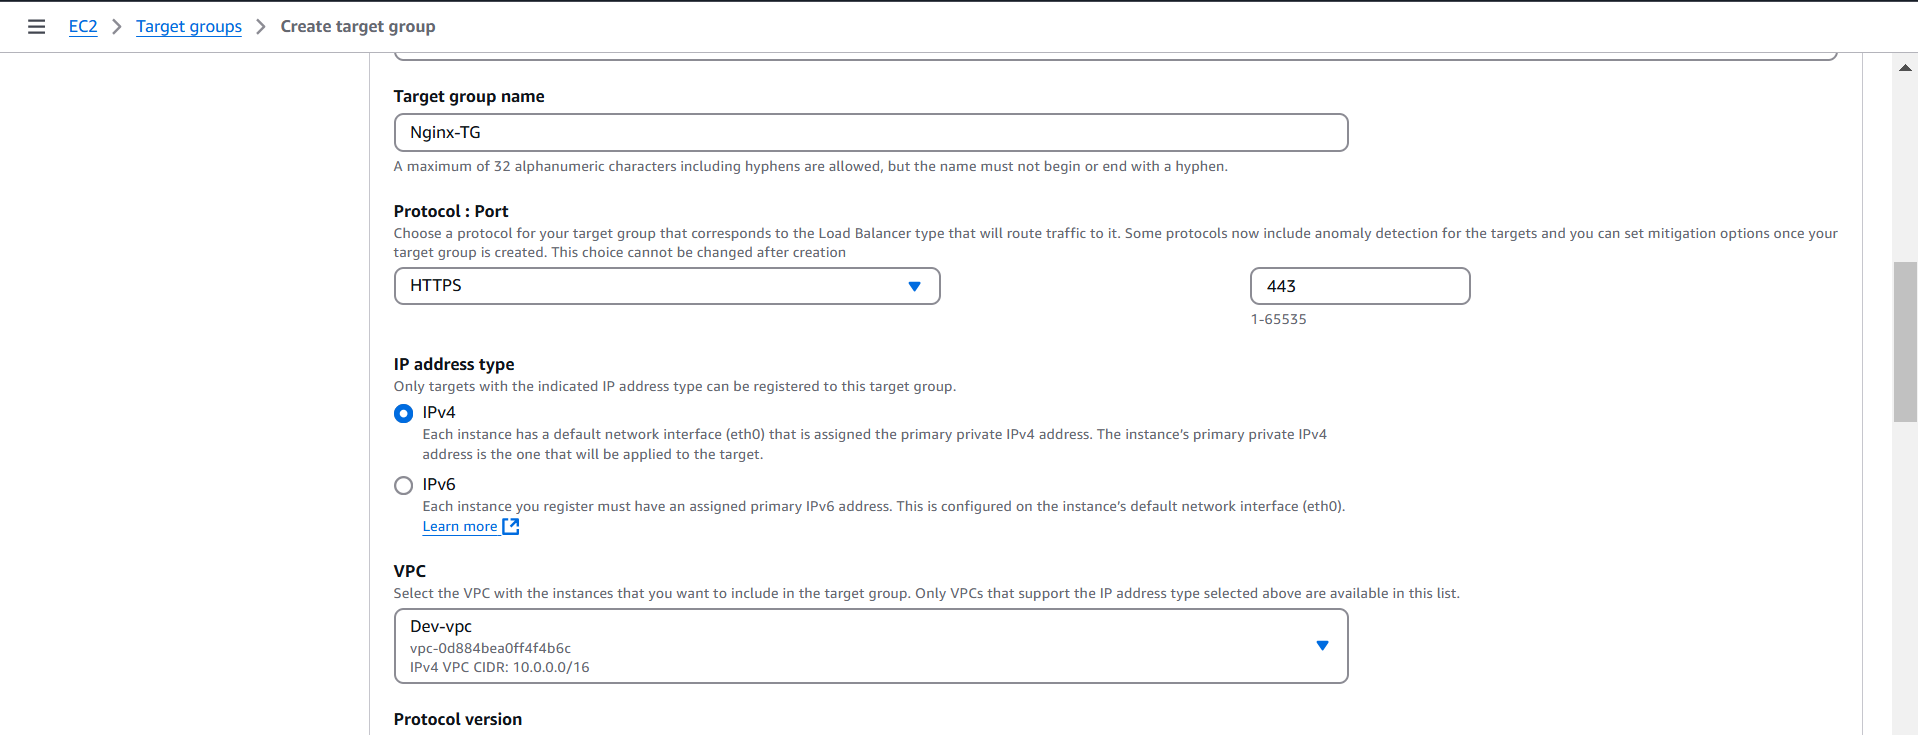 EC2 > Target groups > Create target group
Target group name
Nginx-TG
A maximum of 32 alphanumeric characters including hyphens are allowed, but the name must not begin or end with a hyphen.
Protocol : Port
Choose a protocol for your target group that corresponds to the Load Balancer type that will route traffic to it. Some protocols now include anomaly detection for the targets and you can set mitigation options once your
target group is created. This choice cannot be changed after creation
HTTPS 443
1-65535
IP address type
Only targets with the indicated IP address type can be registered to this target group.
IPv4
Each instance has a default network interface (eth0) that is assigned the primary private IPv4 address. The instance's primary private IPv4
address is the one that will be applied to the target.
IPv6
Each instance you register must have an assigned primary IPv6 address. This is configured on the instance's default network interface (eth0).
Learn more
VPC
Select the VPC with the instances that you want to include in the target group. Only VPCs that support the IP address type selected above are available in this list.
Dev-vpc
vpc-0d884bea0ff4f4b6c
IPv4 VPC CIDR: 10.0.0.0/16
Protocol version